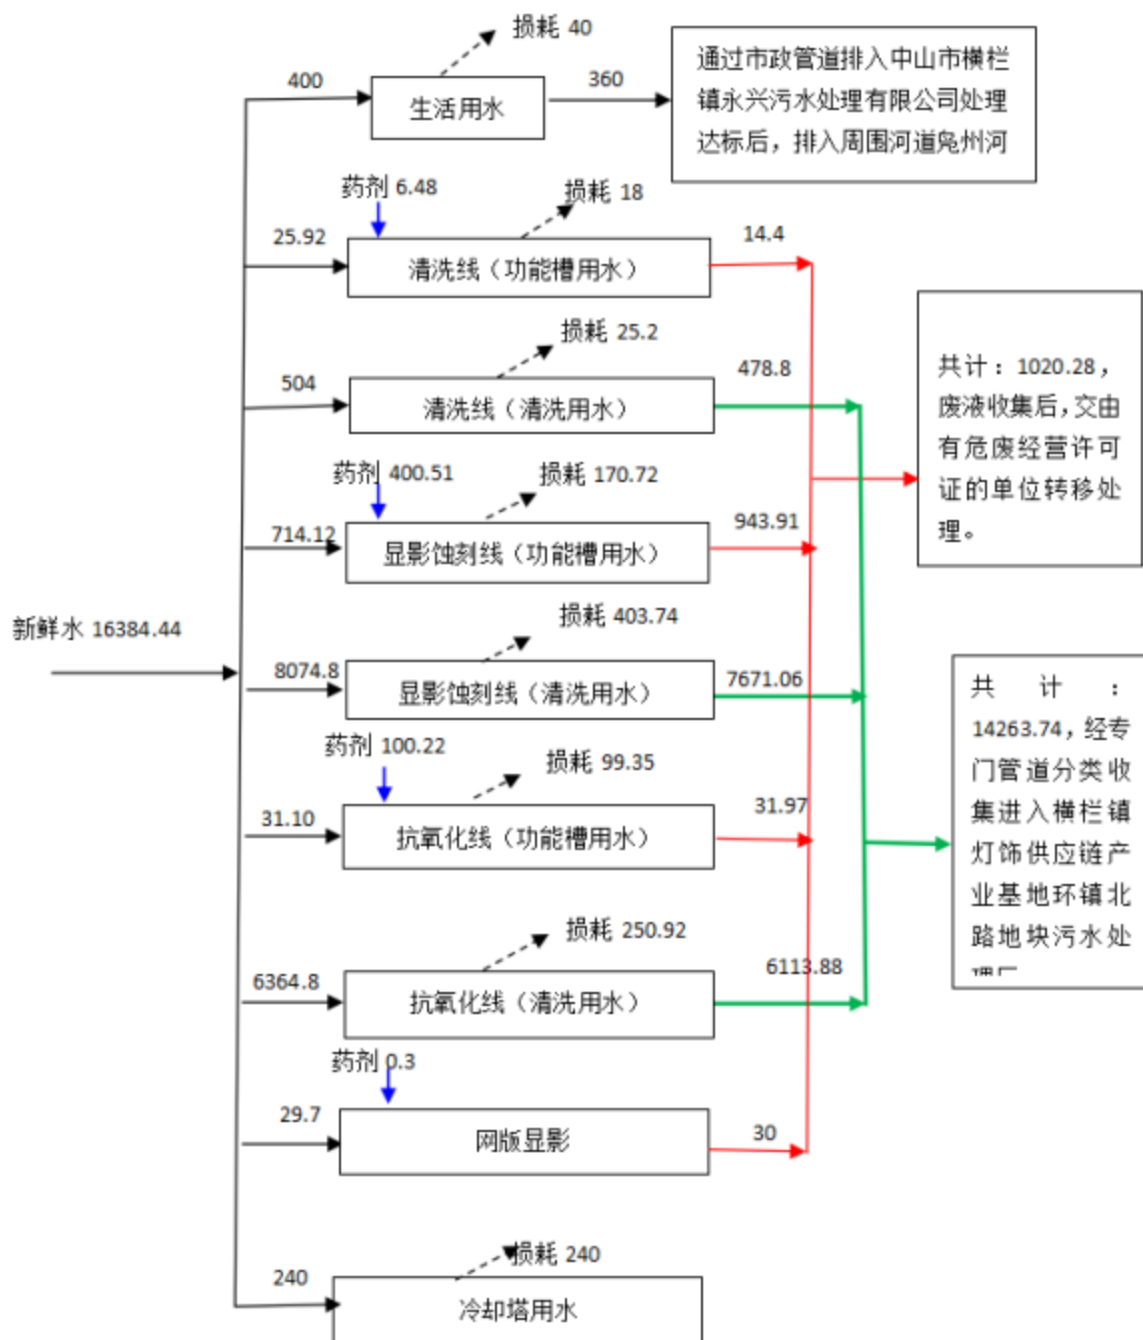 损耗 40
400
生活用水
360
通过市政管道排入中山市横栏
镇永兴污水处理有限公司处理
达标后，排入周围河道凫州河
药剂 6.48
损耗 18
25.92
清洗线（功能槽用水）
14.4
损耗 25.2
504
清洗线（清洗用水）
478.8
共计：1020.28，
废液收集后，交由
有危废经营许可
证的单位转移处
理。
药剂 400.51
损耗 170.72
714.12
显影蚀刻线（功能槽用水）
943.91
新鲜水 16384.44
损耗 403.74
8074.8
显影蚀刻线（清洗用水）
7671.06
共计：
14263.74，经专
门管道分类收
集进入横栏镇
灯饰供应链产
业基地环镇北
路地块污水处
药剂 100.22
损耗 99.35
31.10
抗氧化线（功能槽用水）
31.97
损耗 250.92
6364.8
抗氧化线（清洗用水）
6113.88
药剂 0.3
29.7
网版显影
30
损耗 240
240
冷却塔用水